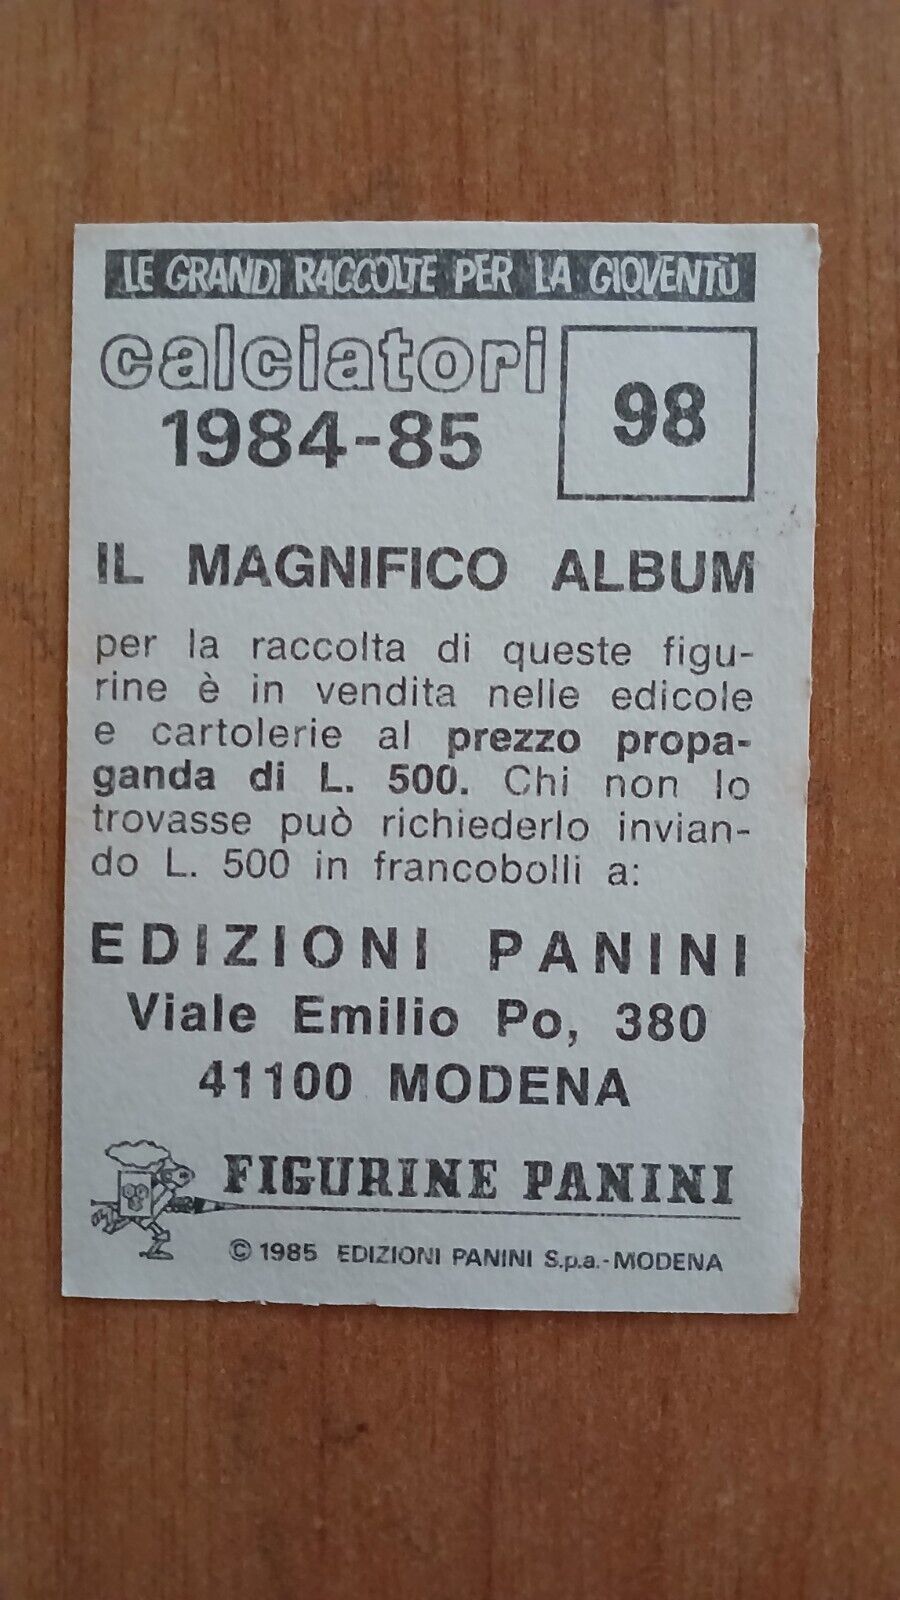 LE GRANDI RACCOLTE PER LA GIOVENTÙ
calciatori
1984-85
98
IL MAGNIFICO ALBUM
per la raccolta di queste figu-
rine è in vendita nelle edicole
e cartolerie al prezzo propa-
ganda di L. 500. Chi non lo
trovasse può richiederlo invian-
do L. 500 in francobolli a:
EDIZIONI PANINI
Viale Emilio Po, 380
41100 MODENA
FIGURINE PANINI
© 1985 EDIZIONI PANINI S.p.a.-MODENA